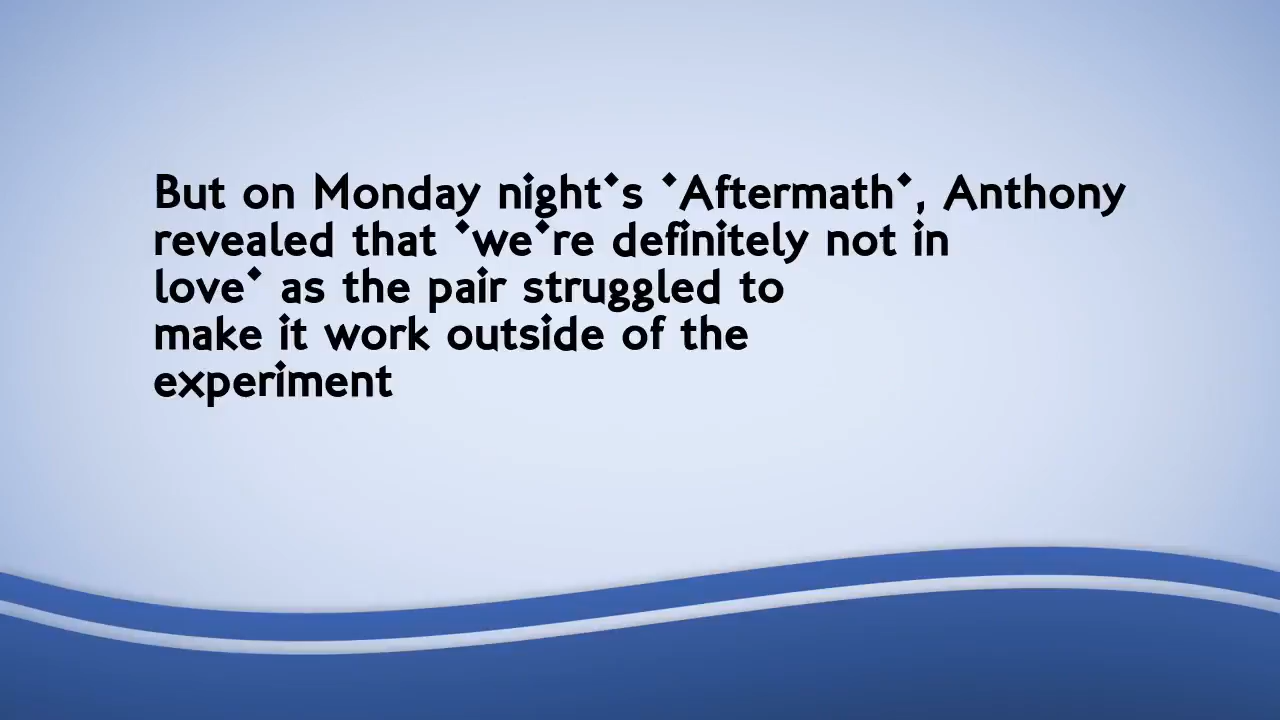 But on Monday night's 'Aftermath', Anthony
revealed that 'we're definitely not in
love' as the pair struggled to
make it work outside of the
experiment